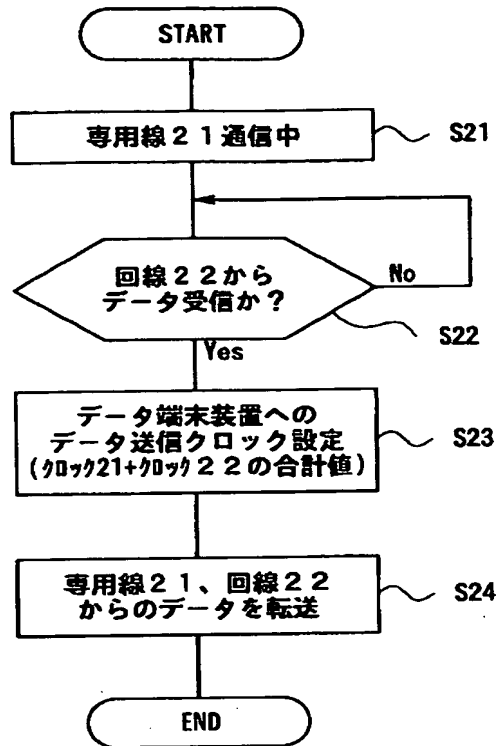 START
専用線２１通信中
S21
回線２２から
データ受信か？
No
S22
Yes
データ端末装置への
データ送信クロック設定
(ｸﾛｯｸ21+ｸﾛｯｸ２２の合計値)
S23
専用線２１、回線２２
からのデータを転送
S24
END